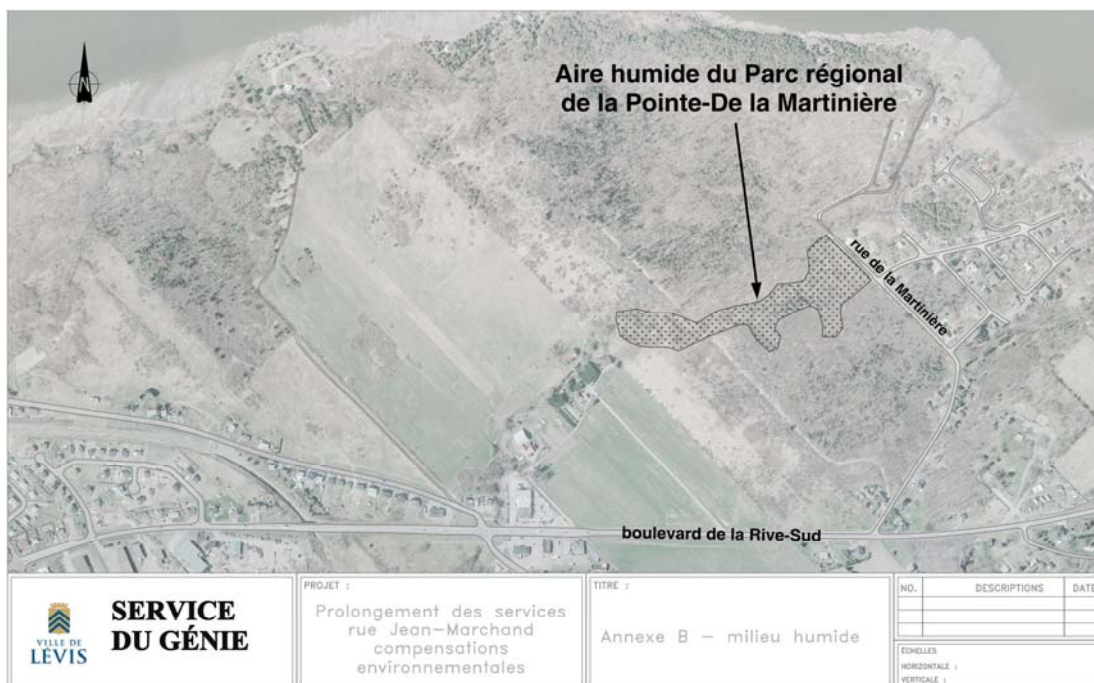 N
Aire humide du Parc régional
de la Pointe-De la Martinière
rue de la Martinière
boulevard de la Rive-Sud
VILLE DE
LÉVIS
SERVICE
DU GÉNIE
PROJET :
Prolongement des services
rue Jean-Marchand
compensations
environnementales
TITRE :
Annexe B - milieu humide
NO. DESCRIPTIONS DATE
ÉCHELLES
HORIZONTALE :
VERTICALE :